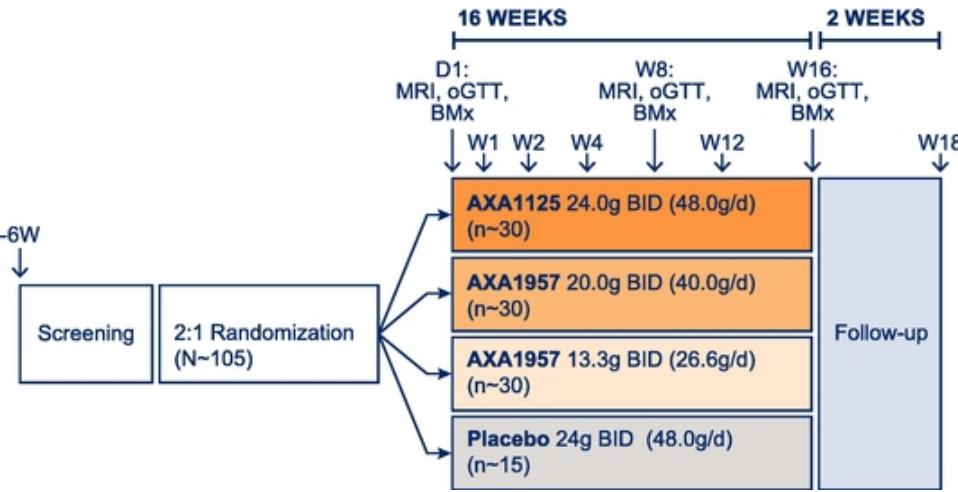 16 WEEKS
2 WEEKS
D1:
MRI, oGTT,
BMx
W8:
MRI, oGTT,
BMx
W16:
MRI, oGTT,
BMx
W1
W2
W4
W12
W18
-6W
Screening
2:1 Randomization
(N~105)
AXA1125 24.0g BID (48.0g/d)
(n~30)
AXA1957 20.0g BID (40.0g/d)
(n~30)
AXA1957 13.3g BID (26.6g/d)
(n~30)
Placebo 24g BID (48.0g/d)
(n~15)
Follow-up